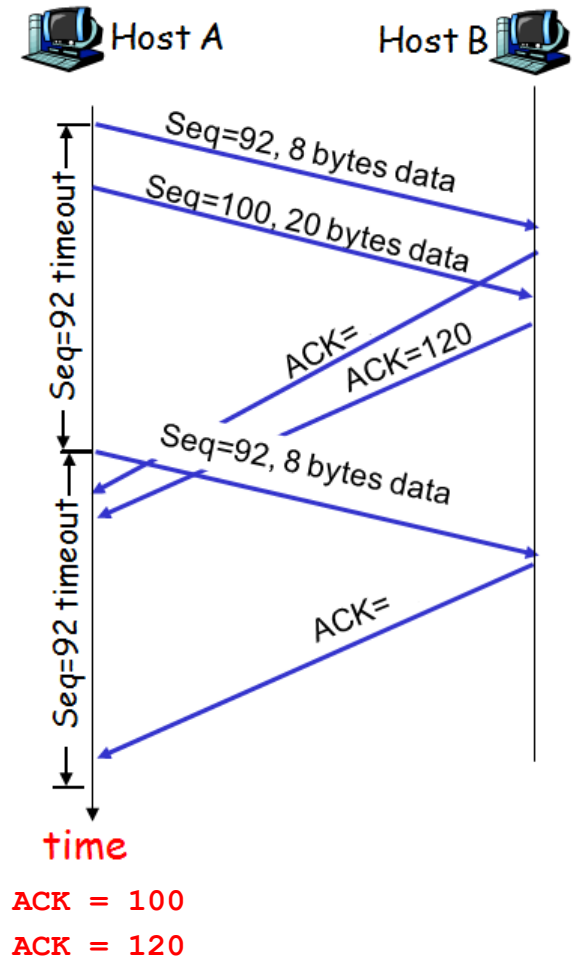 Host A
Host B
Seq=92, 8 bytes data
Seq=100, 20 bytes data
Seq=92 timeout
ACK=
ACK=120
Seq=92, 8 bytes data
Seq=92 timeout
ACK=
time
ACK = 100
ACK = 120